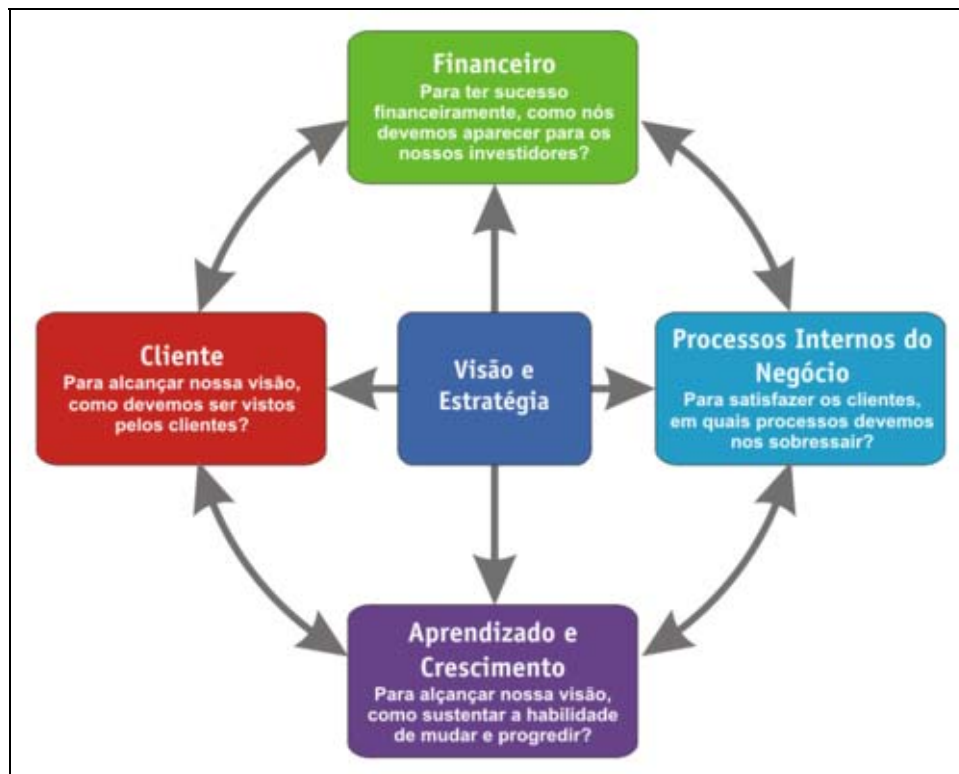 Financeiro
Para ter sucesso
financeiramente, como nós
devemos aparecer para os
nossos investidores?
Cliente
Para alcançar nossa visão,
como devemos ser vistos
pelos clientes?
Visão e
Estratégia
Processos Internos do
Negócio
Para satisfazer os clientes,
em quais processos devemos
nos sobressair?
Aprendizado e
Crescimento
Para alçançar nossa visão,
como sustentar a habilidade
de mudar e progredir?